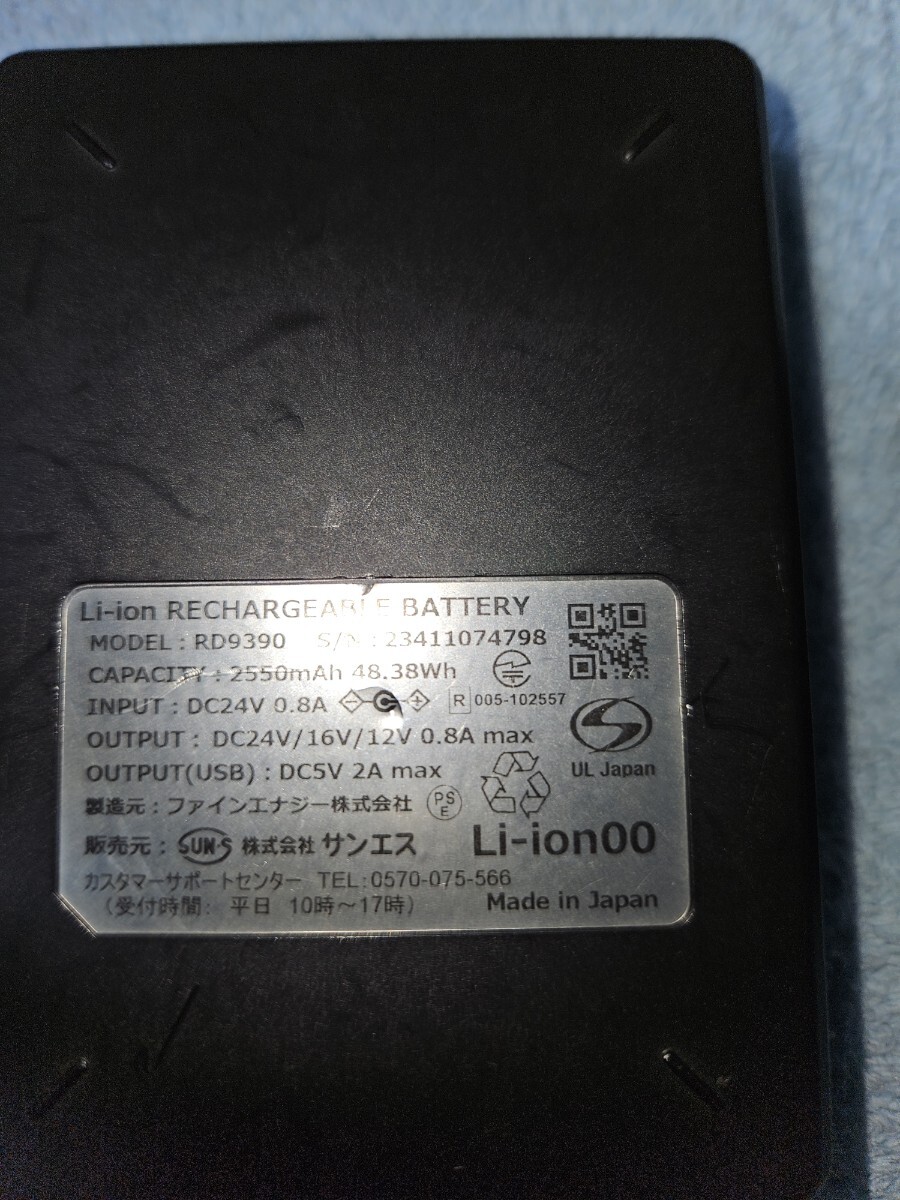 Li-ion RECHARGEABLE BATTERY
MODEL : RD9390 S/N : 23411074798
CAPACITY : 2550mAh 48.38Wh
INPUT : DC24V 0.8A R 005-102557
OUTPUT : DC24V/16V/12V 0.8A max
OUTPUT(USB) : DC5V 2A max
UL Japan
製造元 : ファインエナジー株式会社 PSE
販売元 : SUN・S 株式会社 サンエス Li-ion00
カスタマーサポートセンター TEL:0570-075-566
(受付時間: 平日 10時~17時) Made in Japan